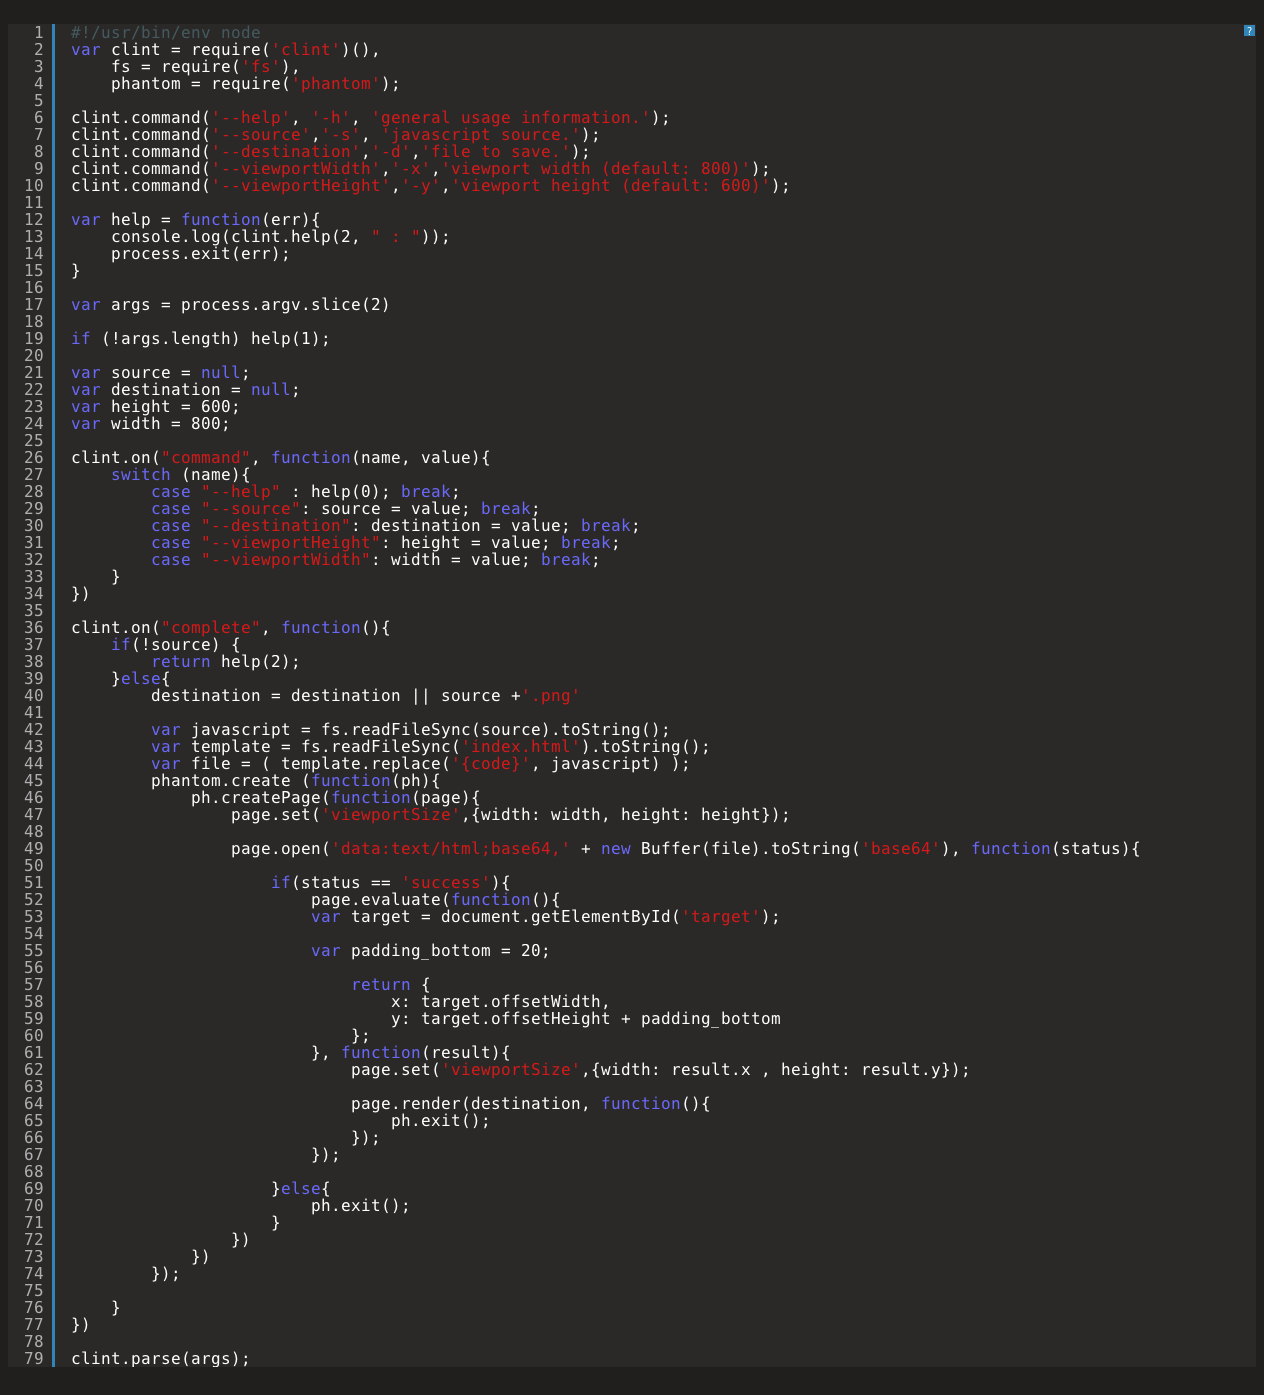 ?
1 #!/usr/bin/env node
2 var clint = require('clint')(),
3     fs = require('fs'),
4     phantom = require('phantom');
5
6 clint.command('--help', '-h', 'general usage information.');
7 clint.command('--source','-s', 'javascript source.');
8 clint.command('--destination','-d','file to save.');
9 clint.command('--viewportWidth','-x','viewport width (default: 800)');
10 clint.command('--viewportHeight','-y','viewport height (default: 600)');
11
12 var help = function(err){
13     console.log(clint.help(2, " : "));
14     process.exit(err);
15 }
16
17 var args = process.argv.slice(2)
18
19 if (!args.length) help(1);
20
21 var source = null;
22 var destination = null;
23 var height = 600;
24 var width = 800;
25
26 clint.on("command", function(name, value){
27     switch (name){
28         case "--help" : help(0); break;
29         case "--source": source = value; break;
30         case "--destination": destination = value; break;
31         case "--viewportHeight": height = value; break;
32         case "--viewportWidth": width = value; break;
33     }
34 })
35
36 clint.on("complete", function(){
37     if(!source) {
38         return help(2);
39     }else{
40         destination = destination || source +'.png'
41
42         var javascript = fs.readFileSync(source).toString();
43         var template = fs.readFileSync('index.html').toString();
44         var file = ( template.replace('{code}', javascript) );
45         phantom.create (function(ph){
46             ph.createPage(function(page){
47                 page.set('viewportSize',{width: width, height: height});
48
49                 page.open('data:text/html;base64,' + new Buffer(file).toString('base64'), function(status){
50
51                     if(status == 'success'){
52                         page.evaluate(function(){
53                         var target = document.getElementById('target');
54
55                         var padding_bottom = 20;
56
57                             return {
58                                 x: target.offsetWidth,
59                                 y: target.offsetHeight + padding_bottom
60                             };
61                         }, function(result){
62                             page.set('viewportSize',{width: result.x , height: result.y});
63
64                             page.render(destination, function(){
65                                 ph.exit();
66                             });
67                         });
68
69                     }else{
70                         ph.exit();
71                     }
72                 })
73             })
74         });
75
76     }
77 })
78
79 clint.parse(args);